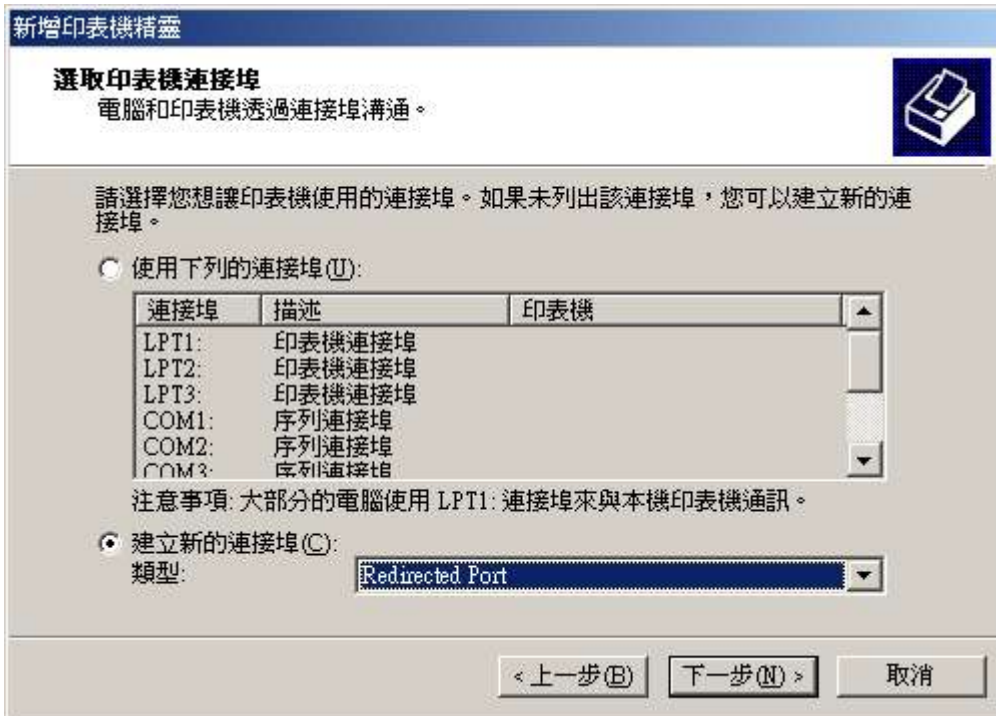 新增印表機精靈
選取印表機連接埠
電腦和印表機透過連接埠溝通。
請選擇您想讓印表機使用的連接埠。如果未列出該連接埠，您可以建立新的連
接埠。
使用下列的連接埠(U):
連接埠 描述 印表機
LPT1: 印表機連接埠
LPT2: 印表機連接埠
LPT3: 印表機連接埠
COM1: 序列連接埠
COM2: 序列連接埠
COM3: 序列連接埠
注意事項: 大部分的電腦使用 LPT1: 連接埠來與本機印表機通訊。
建立新的連接埠(C):
類型: Redirected Port
<上一步(B) 下一步(N)> 取消